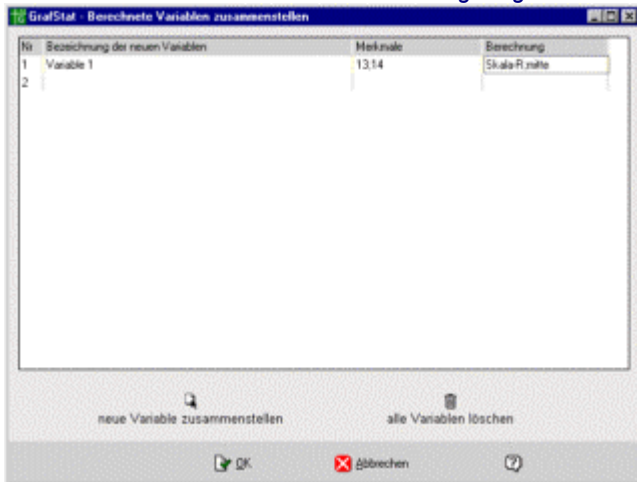 GrafStat - Berechnete Variablen zusammenstellen
Nr Bezeichnung der neuen Variablen Merkmale Berechnung
1 Variable 1 13,14 Skala-R,mitte
2
neue Variable zusammenstellen alle Variablen löschen
OK Abbrechen